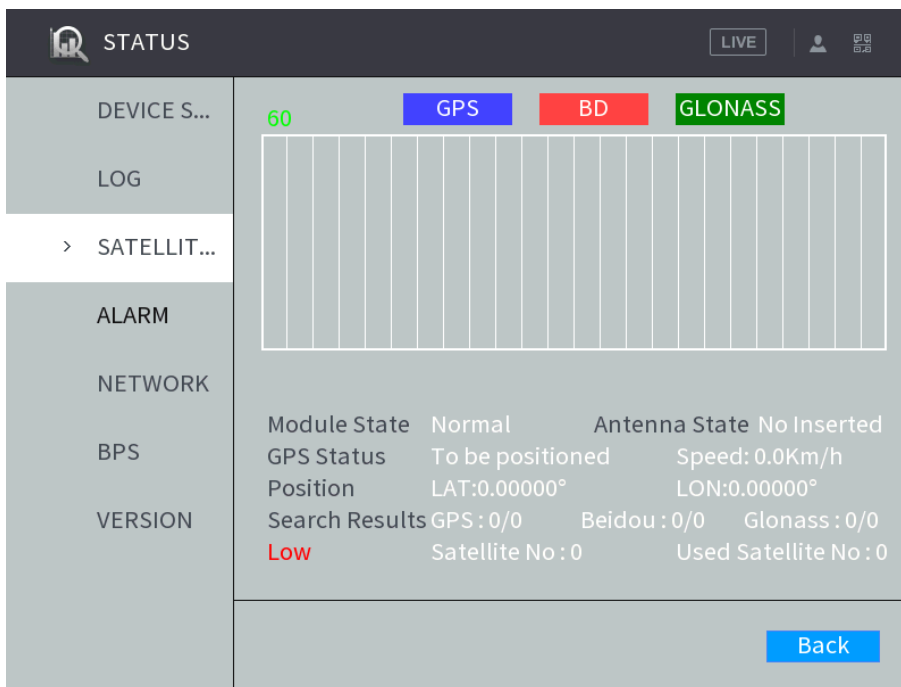 STATUS
LIVE
DEVICE S...
LOG
SATELLIT...
ALARM
NETWORK
BPS
VERSION
60
GPS
BD
GLONASS
Module State Normal Antenna State No Inserted
GPS Status To be positioned Speed: 0.0Km/h
Position LAT:0.00000° LON:0.00000°
Search Results GPS : 0/0 Beidou : 0/0 Glonass : 0/0
Low Satellite No : 0 Used Satellite No : 0
Back